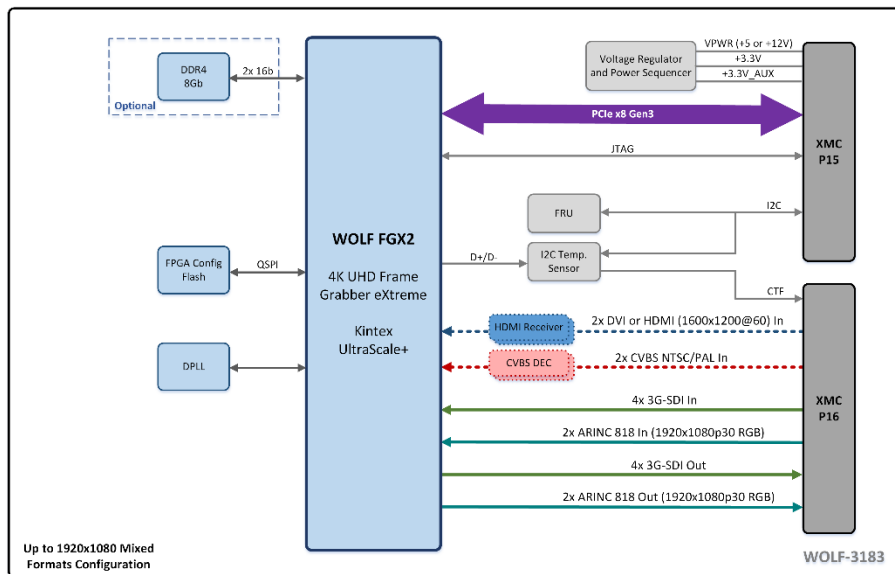 DDR4
8Gb
2x 16b
Optional
Voltage Regulator
and Power Sequencer
VPWR (+5 or +12V)
+3.3V
+3.3V_AUX
XMC
P15
PCIe x8 Gen3
JTAG
FRU
I2C
WOLF FGX2
4K UHD Frame
Grabber eXtreme
Kintex
UltraScale+
D+/D-
I2C Temp.
Sensor
CTF
FPGA Config
Flash
QSPI
HDMI Receiver
2x DVI or HDMI (1600x1200@60) In
CVBS DEC
2x CVBS NTSC/PAL In
DPLL
XMC
P16
4x 3G-SDI In
2x ARINC 818 In (1920x1080p30 RGB)
4x 3G-SDI Out
2x ARINC 818 Out (1920x1080p30 RGB)
Up to 1920x1080 Mixed
Formats Configuration
WOLF-3183